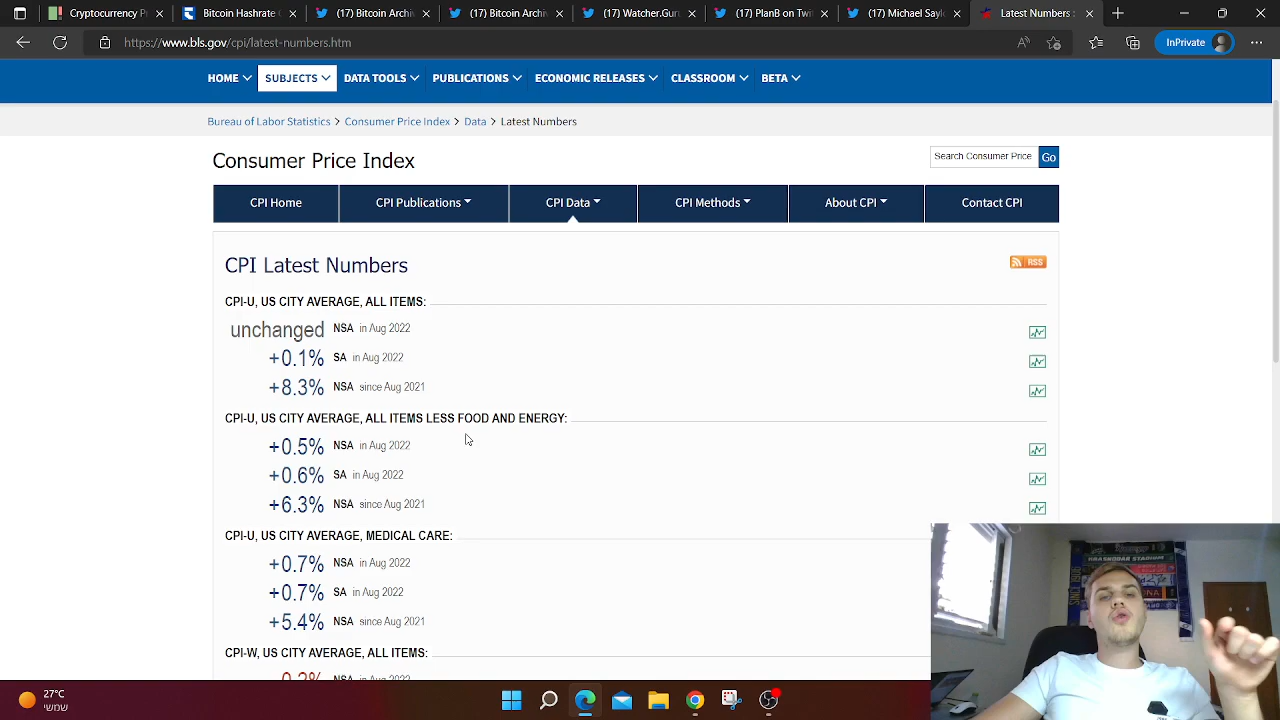 Cryptocurrency P
Bitcoin Hashrate C
(17) Bitcoin Archiv
(17) Bitcoin Archiv
(17) Watcher.Guru
(17) PlanB on Twit
(17) Michael Saylo
Latest Numbers :
https://www.bls.gov/cpi/latest-numbers.htm
InPrivate
HOME SUBJECTS DATA TOOLS PUBLICATIONS ECONOMIC RELEASES CLASSROOM BETA
Bureau of Labor Statistics > Consumer Price Index > Data > Latest Numbers
Consumer Price Index
Search Consumer Price Go
CPI Home CPI Publications CPI Data CPI Methods About CPI Contact CPI
CPI Latest Numbers
RSS
CPI-U, US CITY AVERAGE, ALL ITEMS:
unchanged NSA in Aug 2022
+0.1% SA in Aug 2022
+8.3% NSA since Aug 2021
CPI-U, US CITY AVERAGE, ALL ITEMS LESS FOOD AND ENERGY:
+0.5% NSA in Aug 2022
+0.6% SA in Aug 2022
+6.3% NSA since Aug 2021
CPI-U, US CITY AVERAGE, MEDICAL CARE:
+0.7% NSA in Aug 2022
+0.7% SA in Aug 2022
+5.4% NSA since Aug 2021
CPI-W, US CITY AVERAGE, ALL ITEMS:
STADIUM
27°C
שמשי